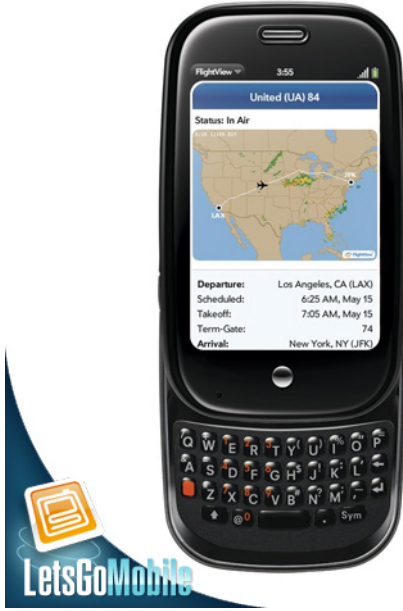 FlightView
3:55
United (UA) 84
Status: In Air
JFK
LAX
FlightView
Departure: Los Angeles, CA (LAX)
Scheduled: 6:25 AM, May 15
Takeoff: 7:05 AM, May 15
Term-Gate: 74
Arrival: New York, NY (JFK)
Q W E R T Y U I O P
A S D F G H J K L
Z X C V B N M
@ 0 . Sym
LetsGoMobile